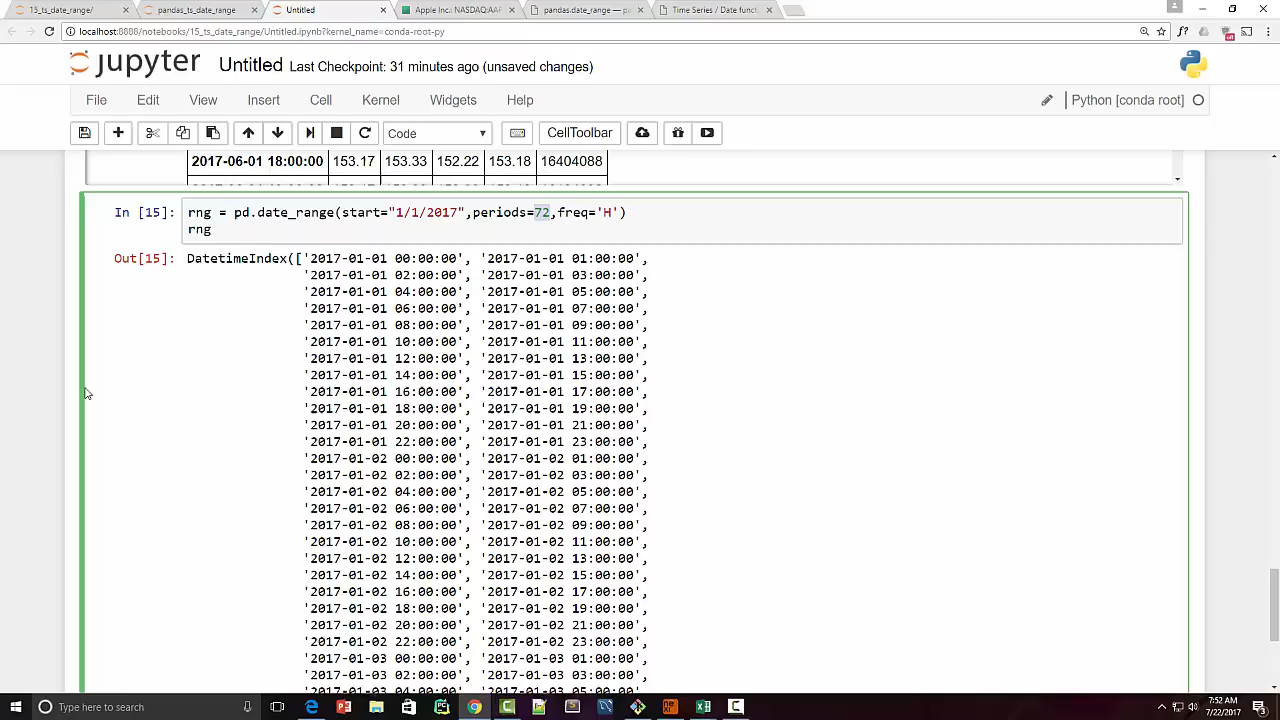 15_ts_date_range/
pandas_ts_date_range
Untitled
Apple Inc.: NASDAQ:AAP
pandas.date_range — pa
Time Series / Date funct
localhost:8888/notebooks/15_ts_date_range/Untitled.ipynb?kernel_name=conda-root-py
jupyter Untitled Last Checkpoint: 31 minutes ago (unsaved changes)
File Edit View Insert Cell Kernel Widgets Help Python [conda root]
Code CellToolbar
2017-06-01 18:00:00 153.17 153.33 152.22 153.18 16404088
In [15]: rng = pd.date_range(start="1/1/2017",periods=72,freq='H')
rng
Out[15]: DatetimeIndex(['2017-01-01 00:00:00', '2017-01-01 01:00:00',
'2017-01-01 02:00:00', '2017-01-01 03:00:00',
'2017-01-01 04:00:00', '2017-01-01 05:00:00',
'2017-01-01 06:00:00', '2017-01-01 07:00:00',
'2017-01-01 08:00:00', '2017-01-01 09:00:00',
'2017-01-01 10:00:00', '2017-01-01 11:00:00',
'2017-01-01 12:00:00', '2017-01-01 13:00:00',
'2017-01-01 14:00:00', '2017-01-01 15:00:00',
'2017-01-01 16:00:00', '2017-01-01 17:00:00',
'2017-01-01 18:00:00', '2017-01-01 19:00:00',
'2017-01-01 20:00:00', '2017-01-01 21:00:00',
'2017-01-01 22:00:00', '2017-01-01 23:00:00',
'2017-01-02 00:00:00', '2017-01-02 01:00:00',
'2017-01-02 02:00:00', '2017-01-02 03:00:00',
'2017-01-02 04:00:00', '2017-01-02 05:00:00',
'2017-01-02 06:00:00', '2017-01-02 07:00:00',
'2017-01-02 08:00:00', '2017-01-02 09:00:00',
'2017-01-02 10:00:00', '2017-01-02 11:00:00',
'2017-01-02 12:00:00', '2017-01-02 13:00:00',
'2017-01-02 14:00:00', '2017-01-02 15:00:00',
'2017-01-02 16:00:00', '2017-01-02 17:00:00',
'2017-01-02 18:00:00', '2017-01-02 19:00:00',
'2017-01-02 20:00:00', '2017-01-02 21:00:00',
'2017-01-02 22:00:00', '2017-01-02 23:00:00',
'2017-01-03 00:00:00', '2017-01-03 01:00:00',
'2017-01-03 02:00:00', '2017-01-03 03:00:00',
'2017-01-03 04:00:00', '2017-01-03 05:00:00',
Type here to search
7:52 AM
7/22/2017